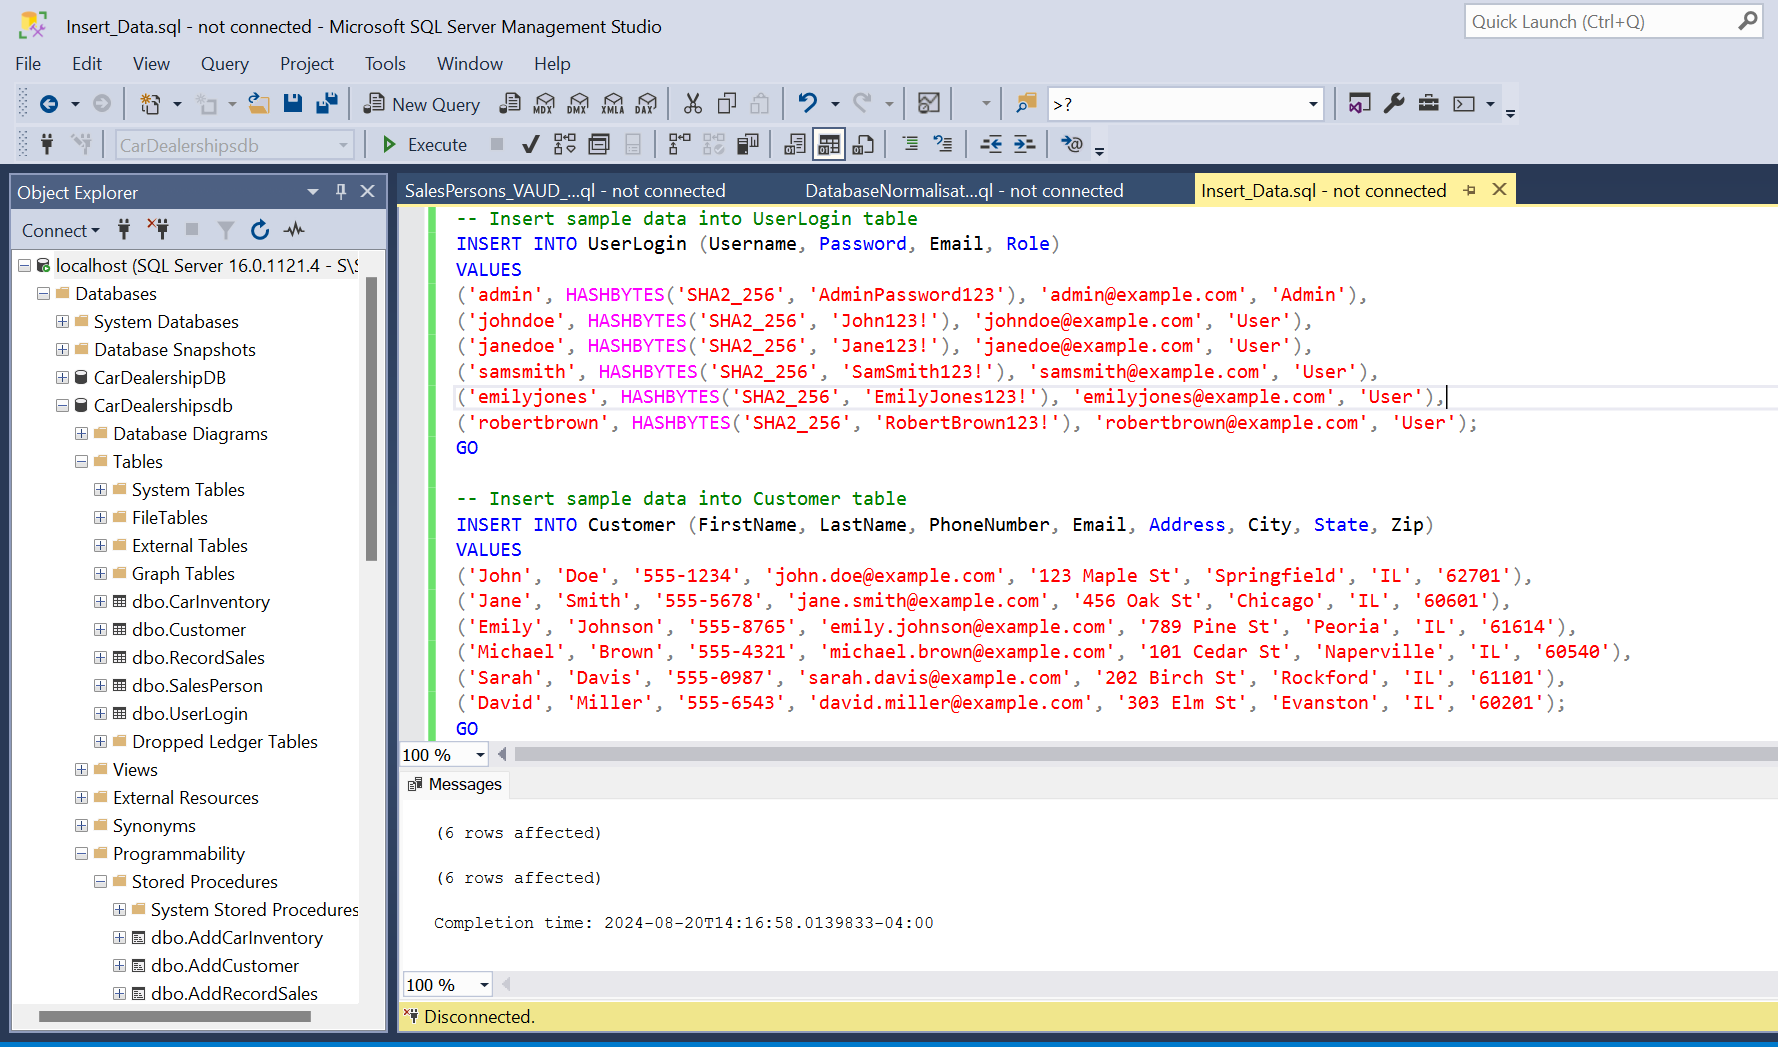 Insert_Data.sql - not connected - Microsoft SQL Server Management Studio
Quick Launch (Ctrl+Q)
File Edit View Query Project Tools Window Help
New Query MDX DMX XMLA DAX >?
CarDealershipsdb Execute
Object Explorer
Connect
localhost (SQL Server 16.0.1121.4 - S\S
Databases
System Databases
Database Snapshots
CarDealershipDB
CarDealershipsdb
Database Diagrams
Tables
System Tables
FileTables
External Tables
Graph Tables
dbo.CarInventory
dbo.Customer
dbo.RecordSales
dbo.SalesPerson
dbo.UserLogin
Dropped Ledger Tables
Views
External Resources
Synonyms
Programmability
Stored Procedures
System Stored Procedures
dbo.AddCarInventory
dbo.AddCustomer
dbo.AddRecordSales
SalesPersons_VAUD_...ql - not connected DatabaseNormalisat...ql - not connected Insert_Data.sql - not connected
-- Insert sample data into UserLogin table
INSERT INTO UserLogin (Username, Password, Email, Role)
VALUES
('admin', HASHBYTES('SHA2_256', 'AdminPassword123'), 'admin@example.com', 'Admin'),
('johndoe', HASHBYTES('SHA2_256', 'John123!'), 'johndoe@example.com', 'User'),
('janedoe', HASHBYTES('SHA2_256', 'Jane123!'), 'janedoe@example.com', 'User'),
('samsmith', HASHBYTES('SHA2_256', 'SamSmith123!'), 'samsmith@example.com', 'User'),
('emilyjones', HASHBYTES('SHA2_256', 'EmilyJones123!'), 'emilyjones@example.com', 'User'),
('robertbrown', HASHBYTES('SHA2_256', 'RobertBrown123!'), 'robertbrown@example.com', 'User');
GO
-- Insert sample data into Customer table
INSERT INTO Customer (FirstName, LastName, PhoneNumber, Email, Address, City, State, Zip)
VALUES
('John', 'Doe', '555-1234', 'john.doe@example.com', '123 Maple St', 'Springfield', 'IL', '62701'),
('Jane', 'Smith', '555-5678', 'jane.smith@example.com', '456 Oak St', 'Chicago', 'IL', '60601'),
('Emily', 'Johnson', '555-8765', 'emily.johnson@example.com', '789 Pine St', 'Peoria', 'IL', '61614'),
('Michael', 'Brown', '555-4321', 'michael.brown@example.com', '101 Cedar St', 'Naperville', 'IL', '60540'),
('Sarah', 'Davis', '555-0987', 'sarah.davis@example.com', '202 Birch St', 'Rockford', 'IL', '61101'),
('David', 'Miller', '555-6543', 'david.miller@example.com', '303 Elm St', 'Evanston', 'IL', '60201');
GO
100 %
Messages
(6 rows affected)
(6 rows affected)
Completion time: 2024-08-20T14:16:58.0139833-04:00
100 %
Disconnected.